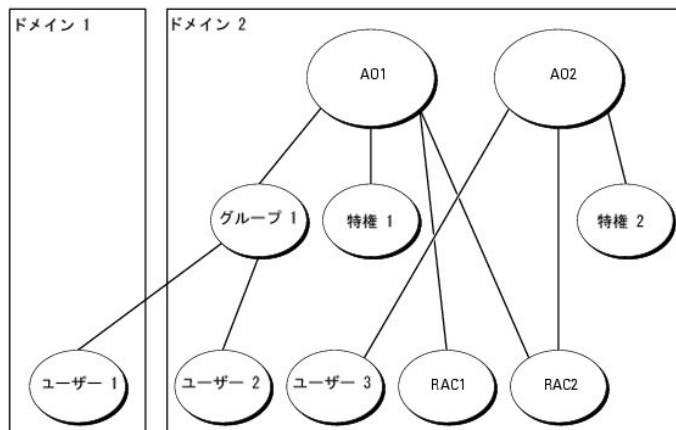 ドメイン 1
ドメイン 2
AO1
AO2
グループ 1
特権 1
特権 2
ユーザー 1
ユーザー 2
ユーザー 3
RAC1
RAC2